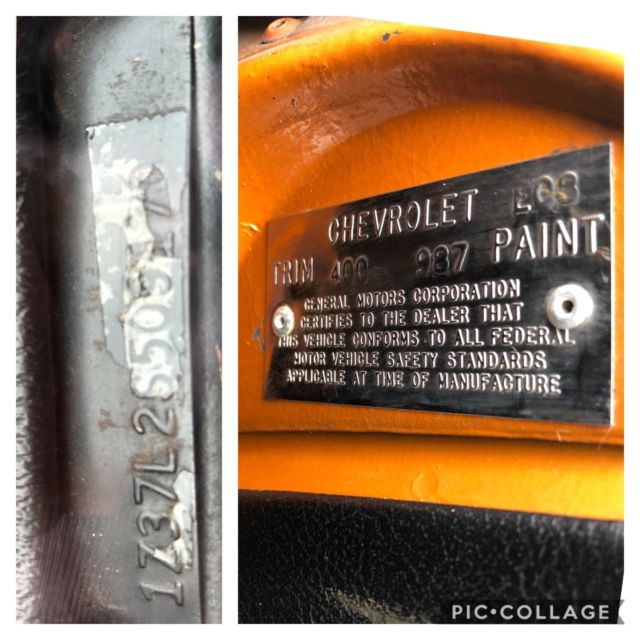 1Z37L2S50
CHEVROLET E03
TRIM 400 987 PAINT
GENERAL MOTORS CORPORATION
CERTIFIES TO THE DEALER THAT
THIS VEHICLE CONFORMS TO ALL FEDERAL
MOTOR VEHICLE SAFETY STANDARDS
APPLICABLE AT TIME OF MANUFACTURE
PIC•COLLAGE